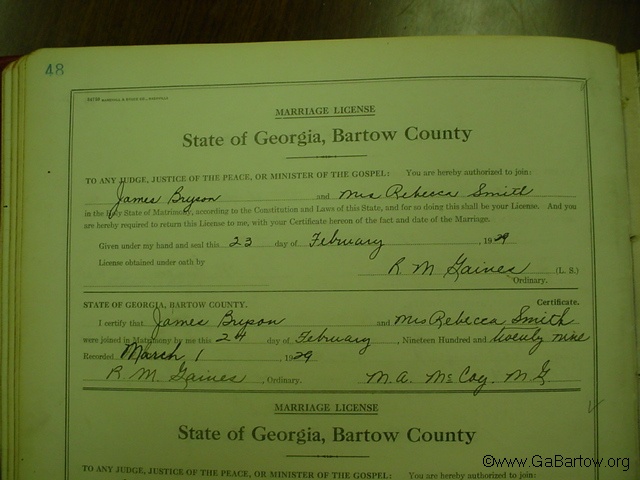 48
MARRIAGE LICENSE
State of Georgia, Bartow County
TO ANY JUDGE, JUSTICE OF THE PEACE, OR MINISTER OF THE GOSPEL: You are hereby authorized to join:
James Bryson and Mrs Rebecca Smith
in the Holy State of Matrimony, according to the Constitution and Laws of this State, and for so doing this shall be your License. And you
are hereby required to return this License to me, with your Certificate hereon of the fact and date of the Marriage.
Given under my hand and seal this 23 day of February, 1929
License obtained under oath by
R M Gaines (L. S.)
Ordinary.
STATE OF GEORGIA, BARTOW COUNTY. Certificate.
I certify that James Bryson and Mrs Rebecca Smith
were joined in Matrimony by me this 24 day of February, Nineteen Hundred and twenty nine
Recorded March 1, 1929
R. M. Gaines, Ordinary. M. A. McCoy. M G
MARRIAGE LICENSE
State of Georgia, Bartow County
TO ANY JUDGE, JUSTICE OF THE PEACE, OR MINISTER OF THE GOSPEL: You are hereby authorized to join:
©www.GaBartow.org